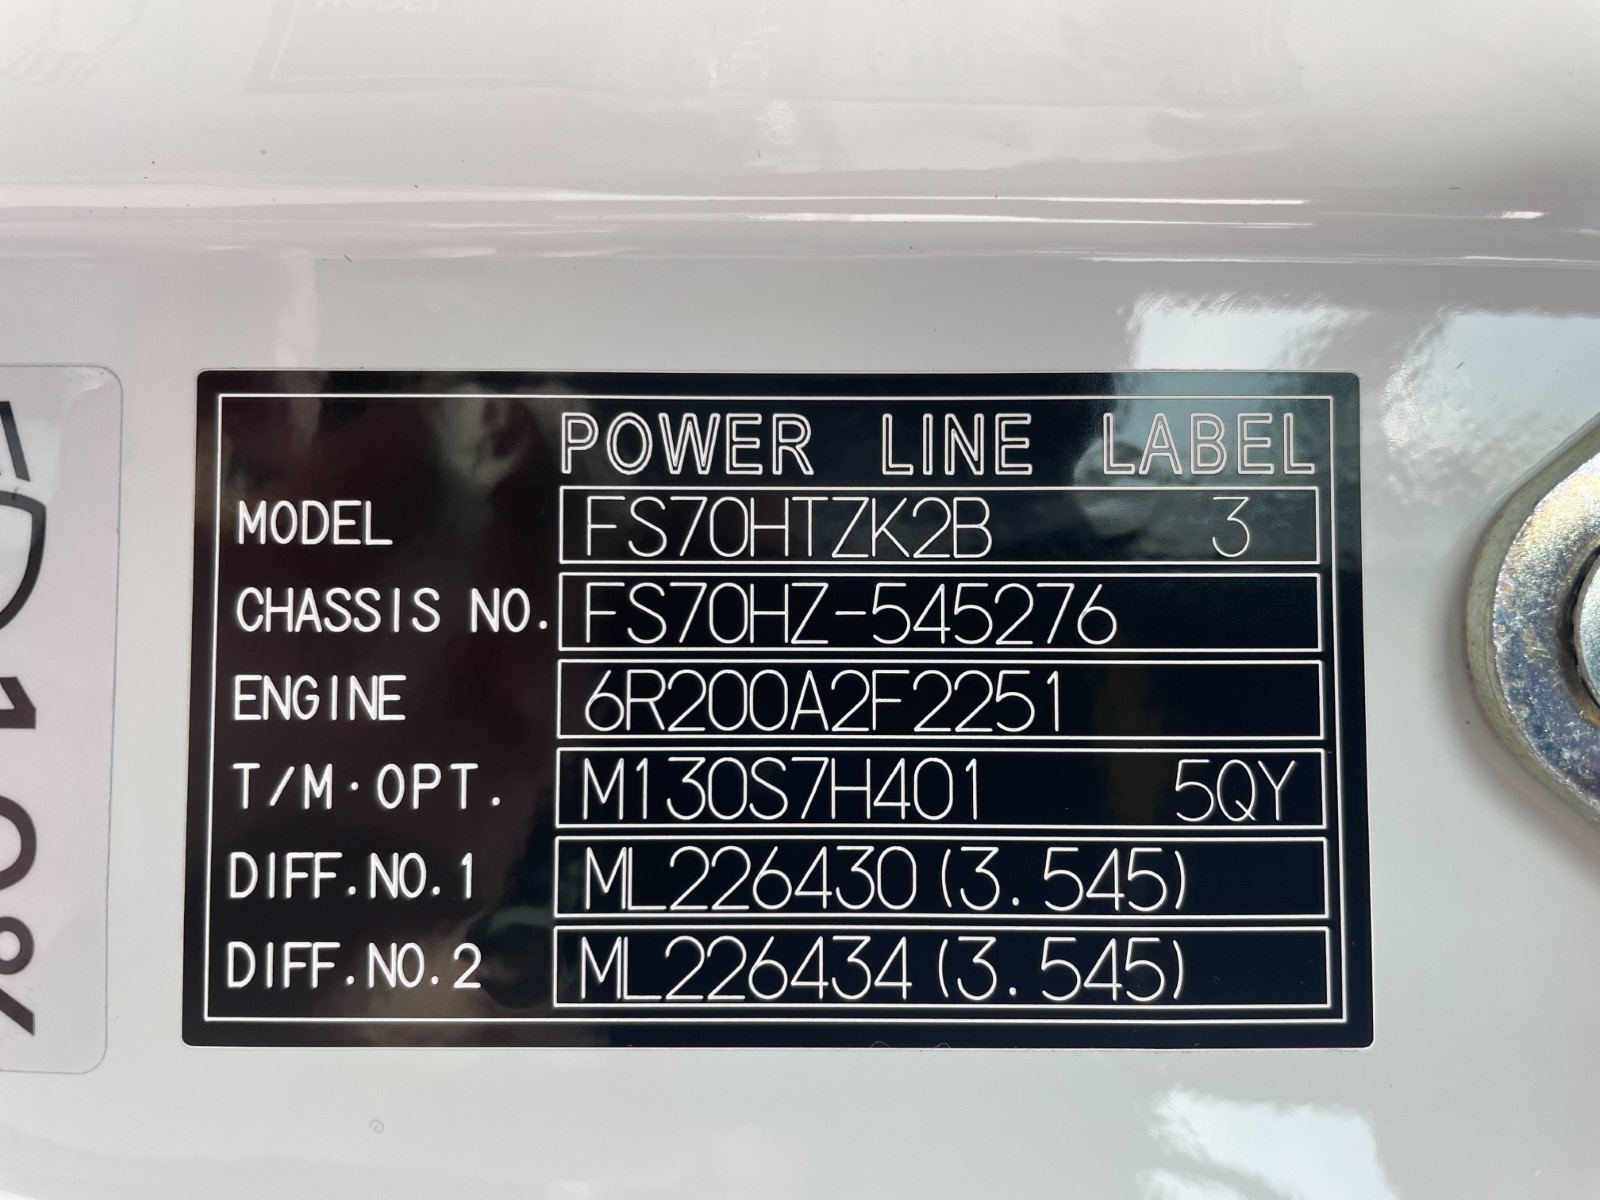 POWER LINE LABEL
MODEL FS70HTZK2B 3
CHASSIS NO. FS70HZ-545276
ENGINE 6R200A2F2251
T/M·OPT. M130S7H401 5QY
DIFF.NO.1 ML226430(3.545)
DIFF.NO.2 ML226434(3.545)